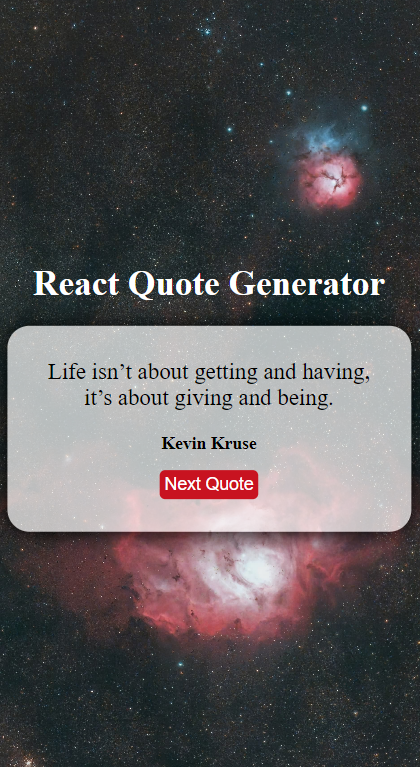 React Quote Generator
Life isn’t about getting and having,
it’s about giving and being.
Kevin Kruse
Next Quote